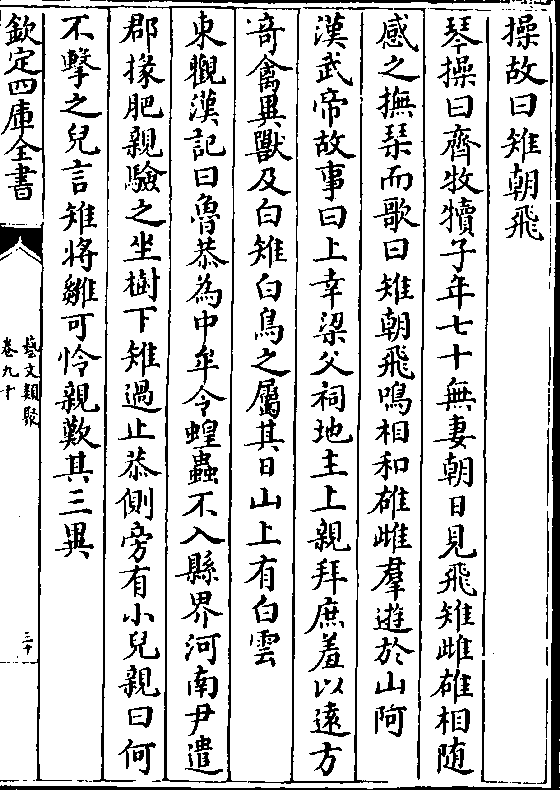 操故曰雉朝飛
琴操曰齊牧犢子年七十無妻朝日見飛雉雌雄相隨
感之撫琹而歌曰雉朝飛鳴相和雄雌羣遊於山阿
漢武帝故事曰上幸梁父祠地主上親拜庶羞以遠方
竒禽異獸及白雉白鳥之屬其日山上有白雲
東觀漢記曰魯恭為中牟令蝗蟲不入縣界河南尹遣
郡掾肥親驗之坐樹下雉過止恭側旁有小兒親曰何
不擊之兒言雉將雛可怜親歎其三異
欽定四庫全書
藝文類聚
卷九十
三十